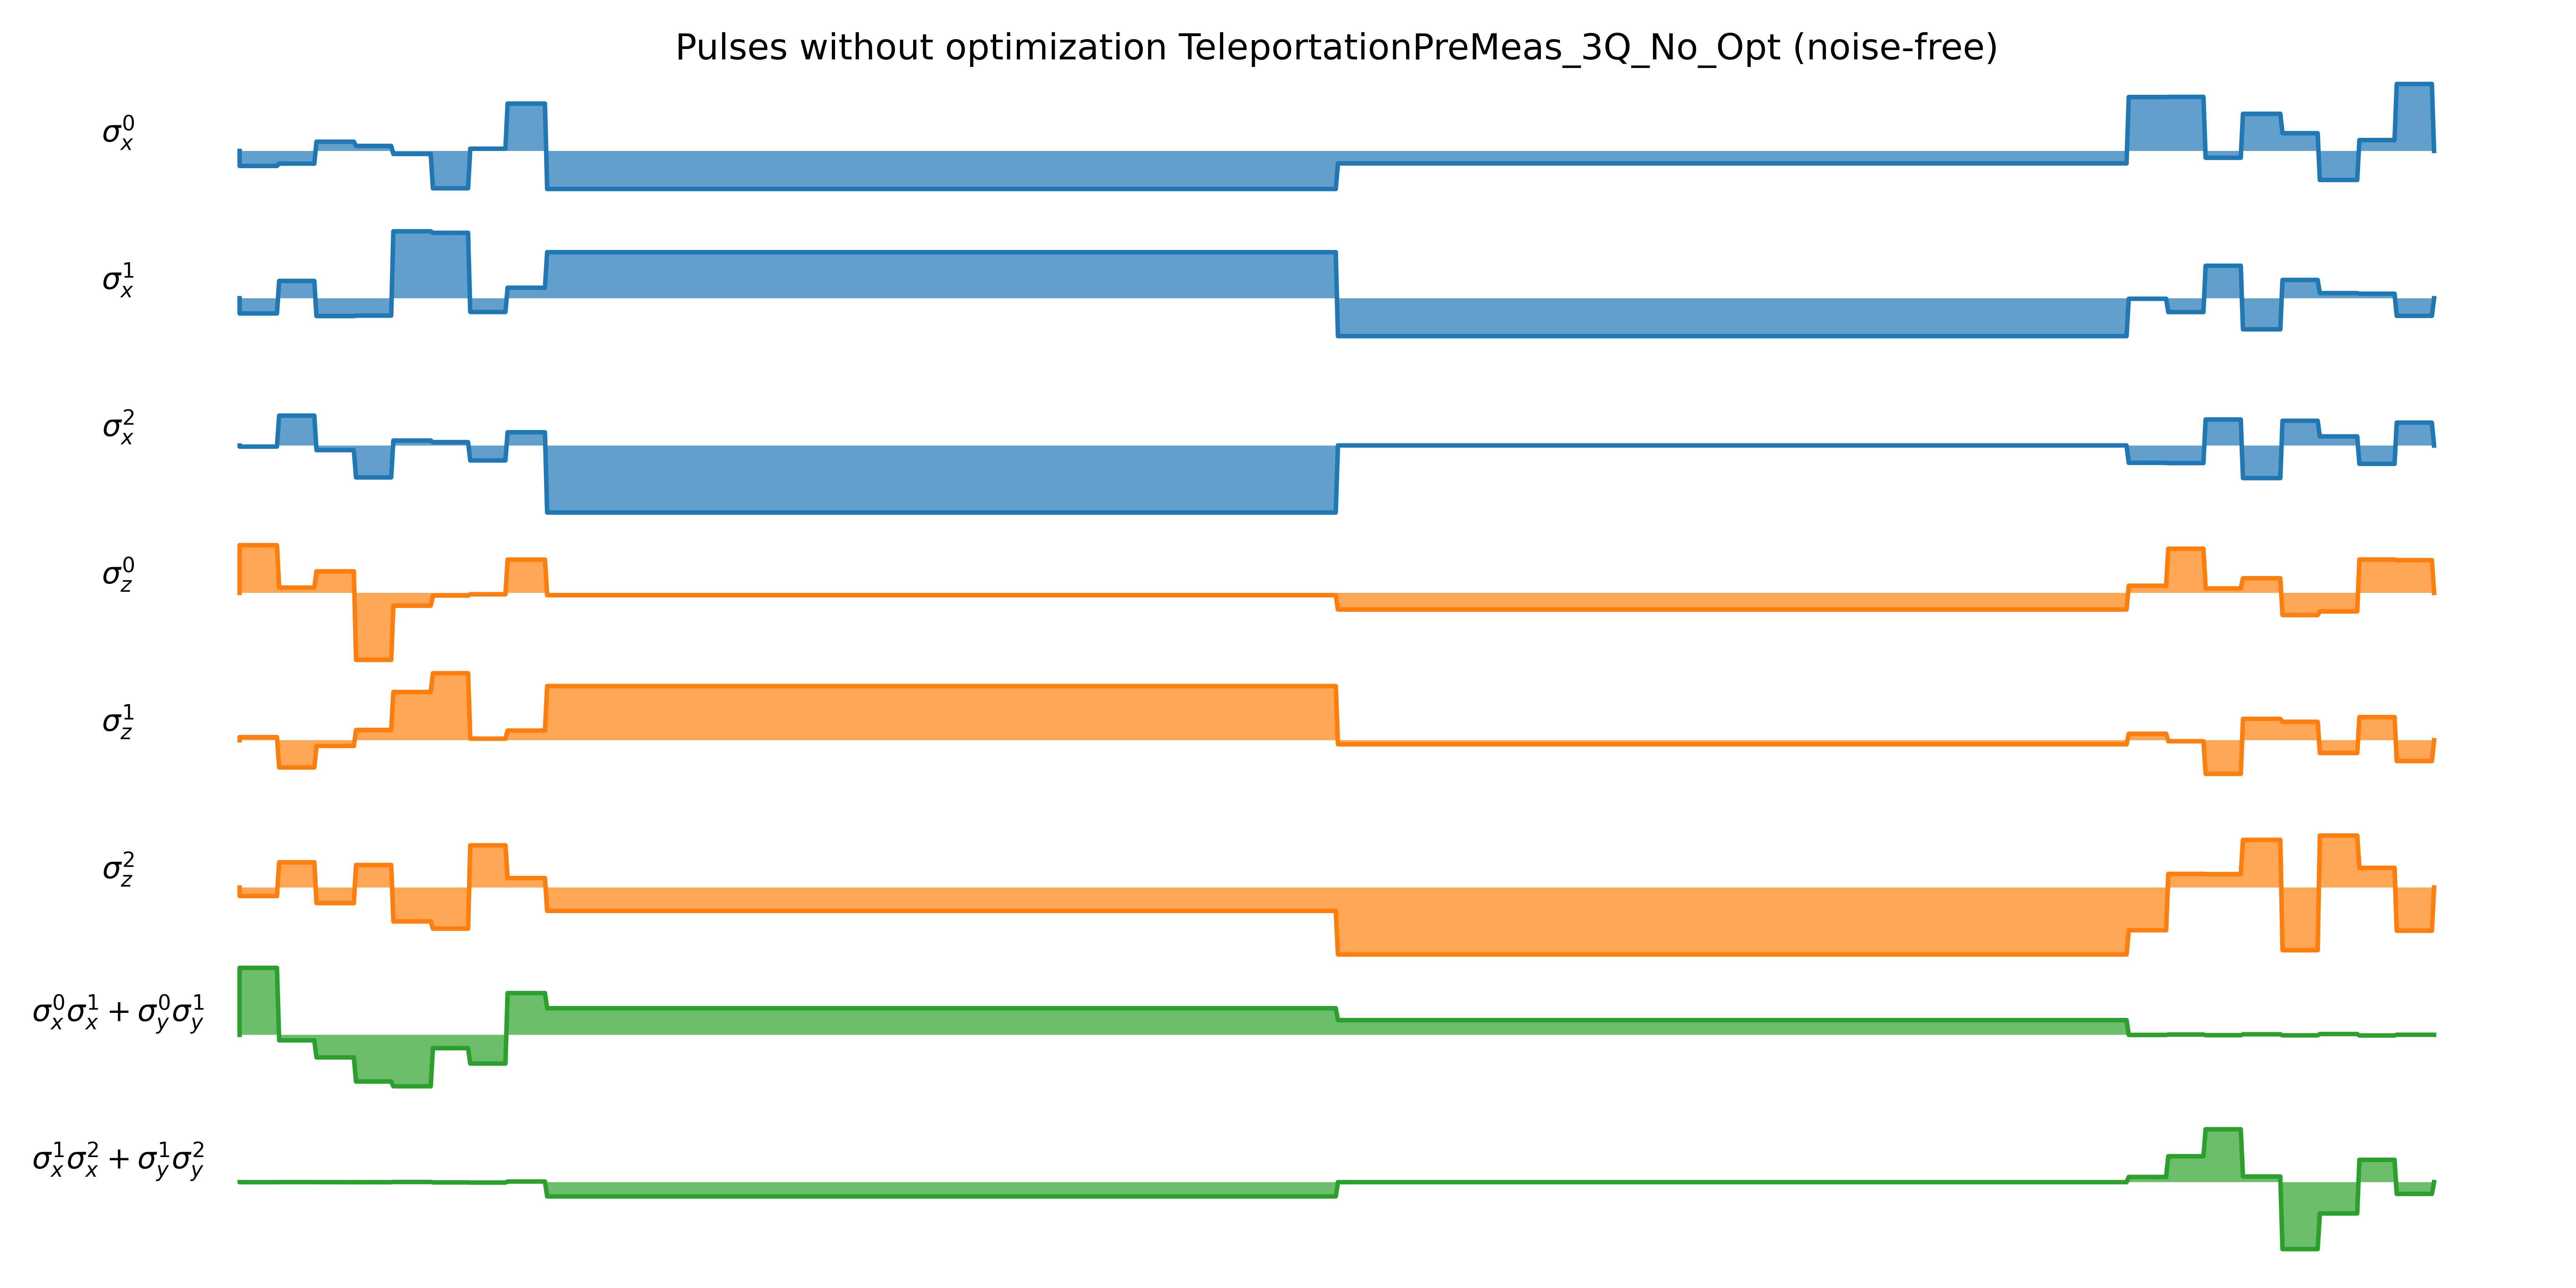 Pulses without optimization TeleportationPreMeas_3Q_No_Opt (noise-free)
σ_x^0
σ_x^1
σ_x^2
σ_z^0
σ_z^1
σ_z^2
σ_x^0σ_x^1 + σ_y^0σ_y^1
σ_x^1σ_x^2 + σ_y^1σ_y^2